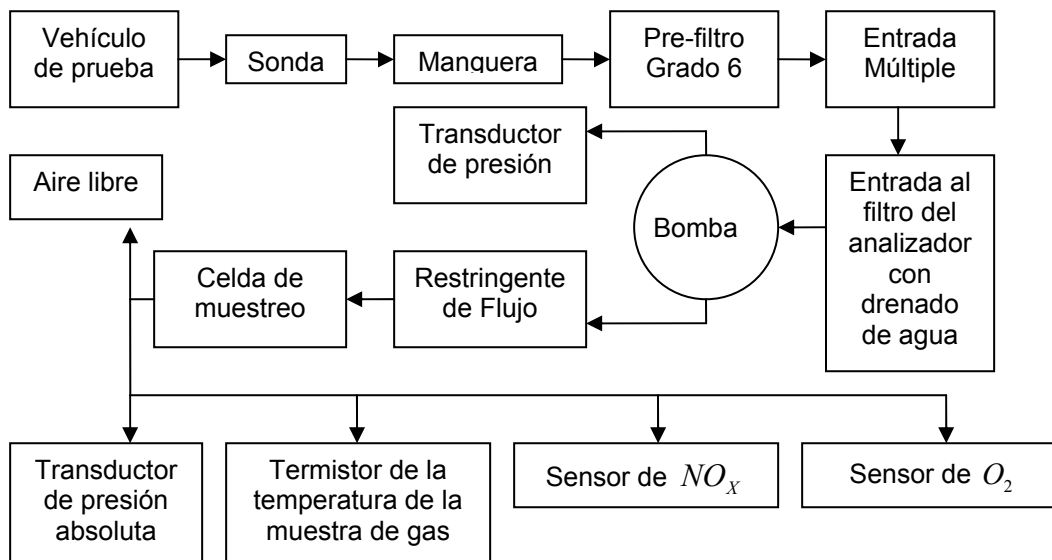 Vehículo
de prueba
Sonda
Manguera
Pre-filtro
Grado 6
Entrada
Múltiple
Transductor
de presión
Aire libre
Bomba
Entrada al
filtro del
analizador
con
drenado
de agua
Celda de
muestreo
Restringente
de Flujo
Transductor
de presión
absoluta
Termistor de la
temperatura de la
muestra de gas
Sensor de NO_X
Sensor de O_2